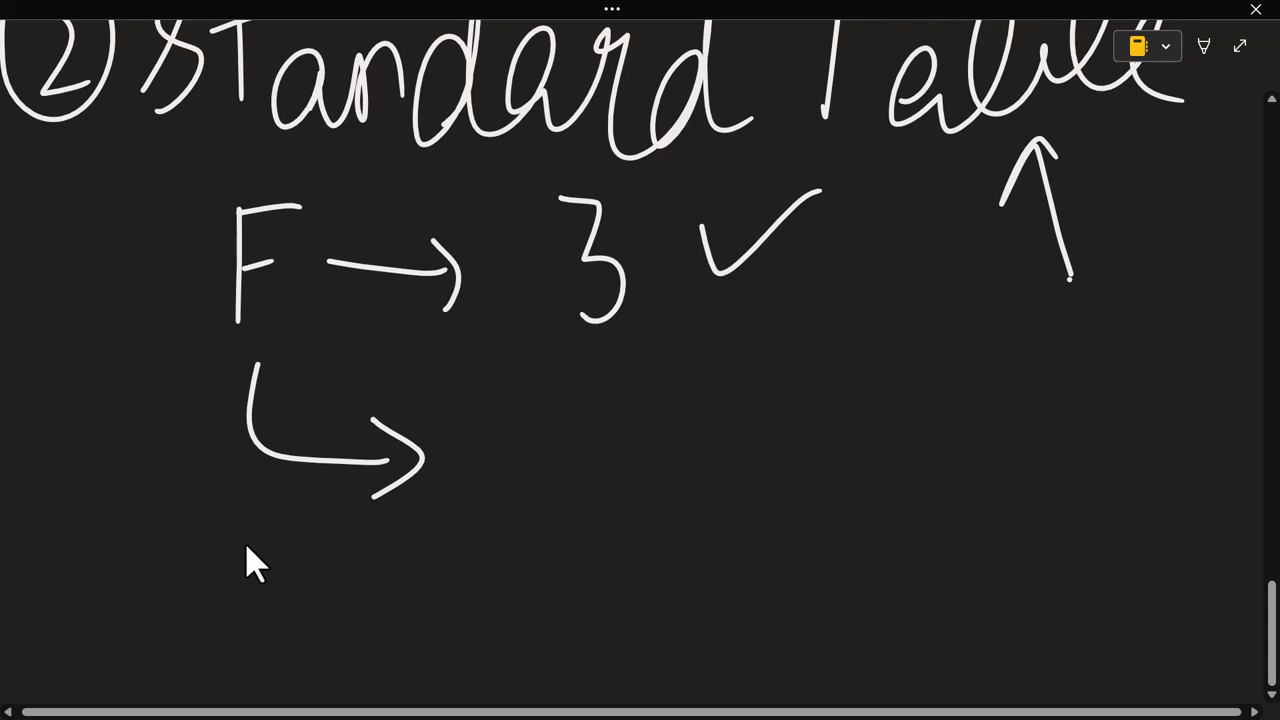 ② Standard Table
F → 3 ✓